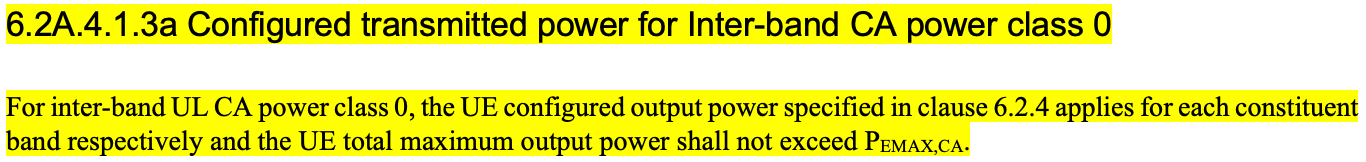 6.2A.4.1.3a Configured transmitted power for Inter-band CA power class 0
For inter-band UL CA power class 0, the UE configured output power specified in clause 6.2.4 applies for each constituent
band respectively and the UE total maximum output power shall not exceed PEMAX,CA.